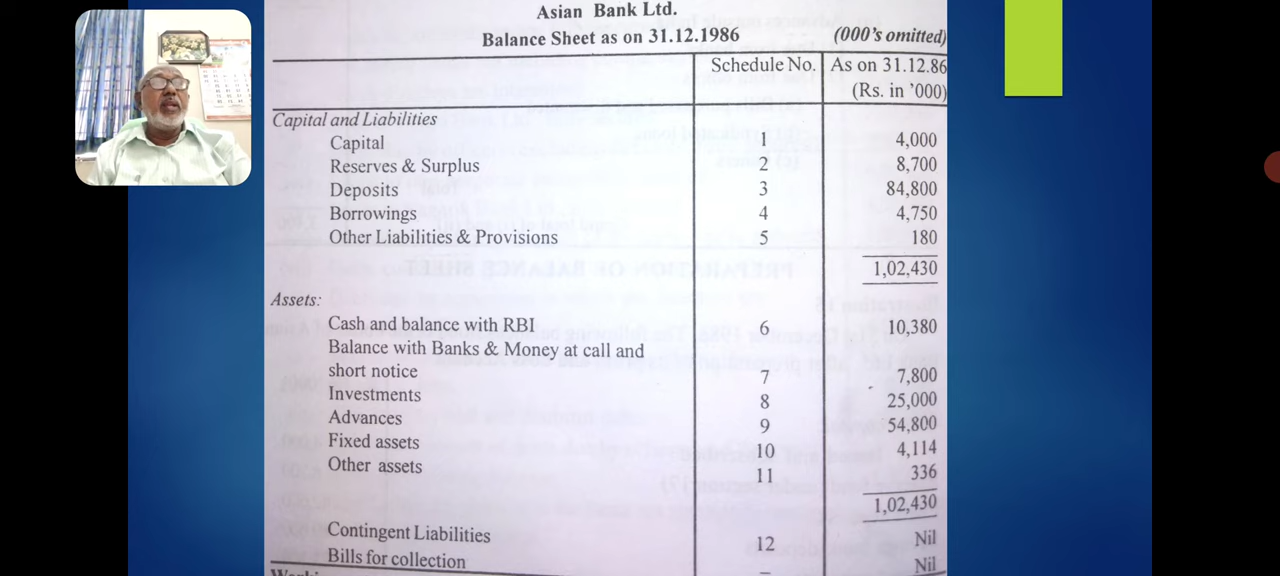 Asian Bank Ltd.
Balance Sheet as on 31.12.1986 (000's omitted)
Schedule No. As on 31.12.86
(Rs. in '000)
Capital and Liabilities
Capital 1 4,000
Reserves & Surplus 2 8,700
Deposits 3 84,800
Borrowings 4 4,750
Other Liabilities & Provisions 5 180
1,02,430
Assets:
Cash and balance with RBI 6 10,380
Balance with Banks & Money at call and
short notice 7 7,800
Investments 8 25,000
Advances 9 54,800
Fixed assets 10 4,114
Other assets 11 336
1,02,430
Contingent Liabilities 12 Nil
Bills for collection – Nil